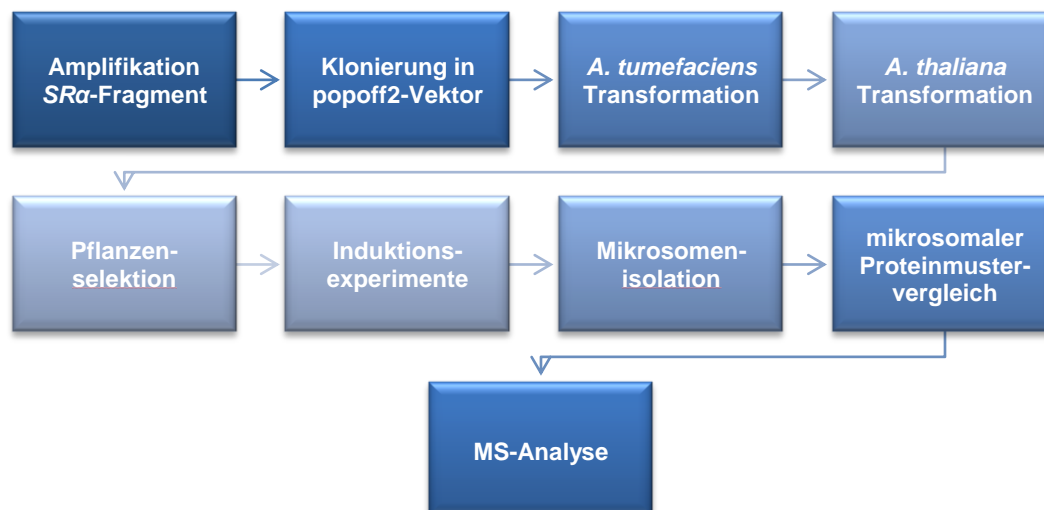 Amplifikation
SRα-Fragment
Klonierung in
popoff2-Vektor
A. tumefaciens
Transformation
A. thaliana
Transformation
Pflanzen-
selektion
Induktions-
experimente
Mikrosomen-
isolation
mikrosomaler
Proteinmuster-
vergleich
MS-Analyse